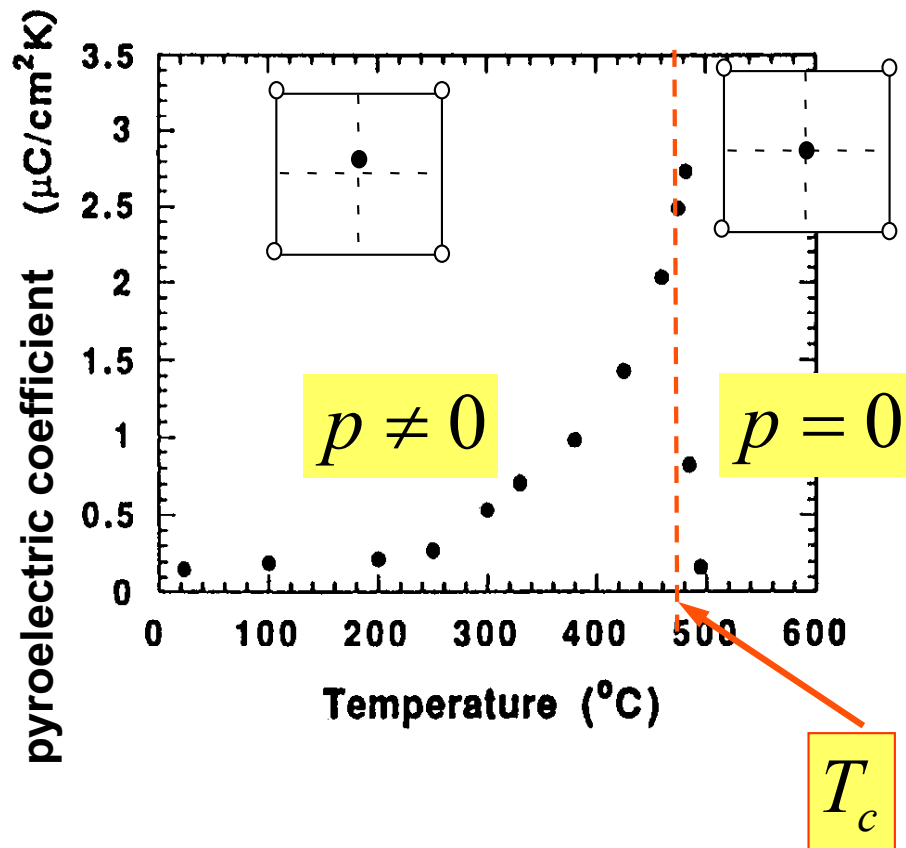 pyroelectric coefficient (μC/cm²K)
3.5
3
2.5
2
1.5
1
0.5
0
p ≠ 0
p = 0
0 100 200 300 400 500 600
Temperature (°C)
T_c